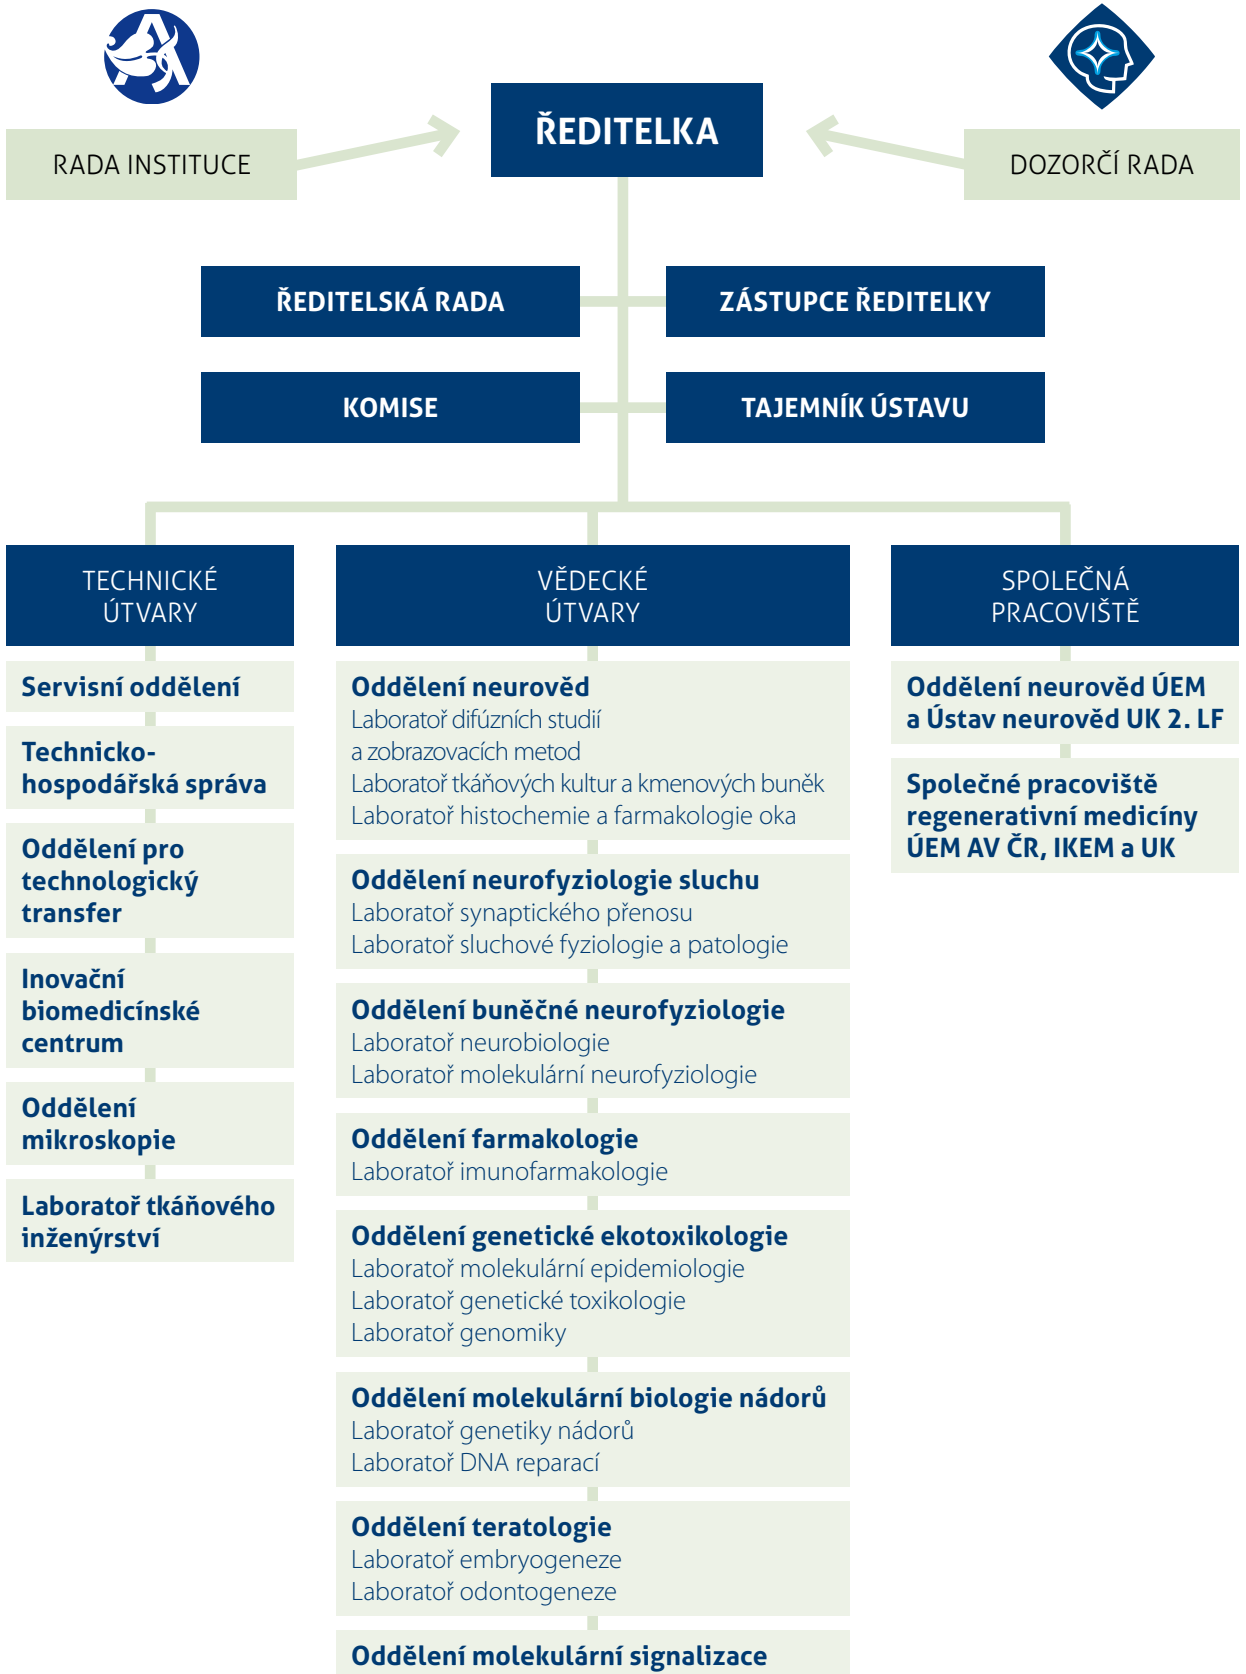 ŘEDITELKA
RADA INSTITUCE
DOZORČÍ RADA
ŘEDITELSKÁ RADA
ZÁSTUPCE ŘEDITELKY
KOMISE
TAJEMNÍK ÚSTAVU
TECHNICKÉ
ÚTVARY
Servisní oddělení
Technicko-
hospodářská správa
Oddělení pro
technologický
transfer
Inovační
biomedicínské
centrum
Oddělení
mikroskopie
Laboratoř tkáňového
inženýrství
VĚDECKÉ
ÚTVARY
Oddělení neurověd
Laboratoř difúzních studií
a zobrazovacích metod
Laboratoř tkáňových kultur a kmenových buněk
Laboratoř histochemie a farmakologie oka
Oddělení neurofyziologie sluchu
Laboratoř synaptického přenosu
Laboratoř sluchové fyziologie a patologie
Oddělení buněčné neurofyziologie
Laboratoř neurobiologie
Laboratoř molekulární neurofyziologie
Oddělení farmakologie
Laboratoř imunofarmakologie
Oddělení genetické ekotoxikologie
Laboratoř molekulární epidemiologie
Laboratoř genetické toxikologie
Laboratoř genomiky
Oddělení molekulární biologie nádorů
Laboratoř genetiky nádorů
Laboratoř DNA reparací
Oddělení teratologie
Laboratoř embryogeneze
Laboratoř odontogeneze
Oddělení molekulární signalizace
SPOLEČNÁ
PRACOVIŠTĚ
Oddělení neurověd ÚEM
a Ústav neurověd UK 2. LF
Společné pracoviště
regenerativní medicíny
ÚEM AV ČR, IKEM a UK